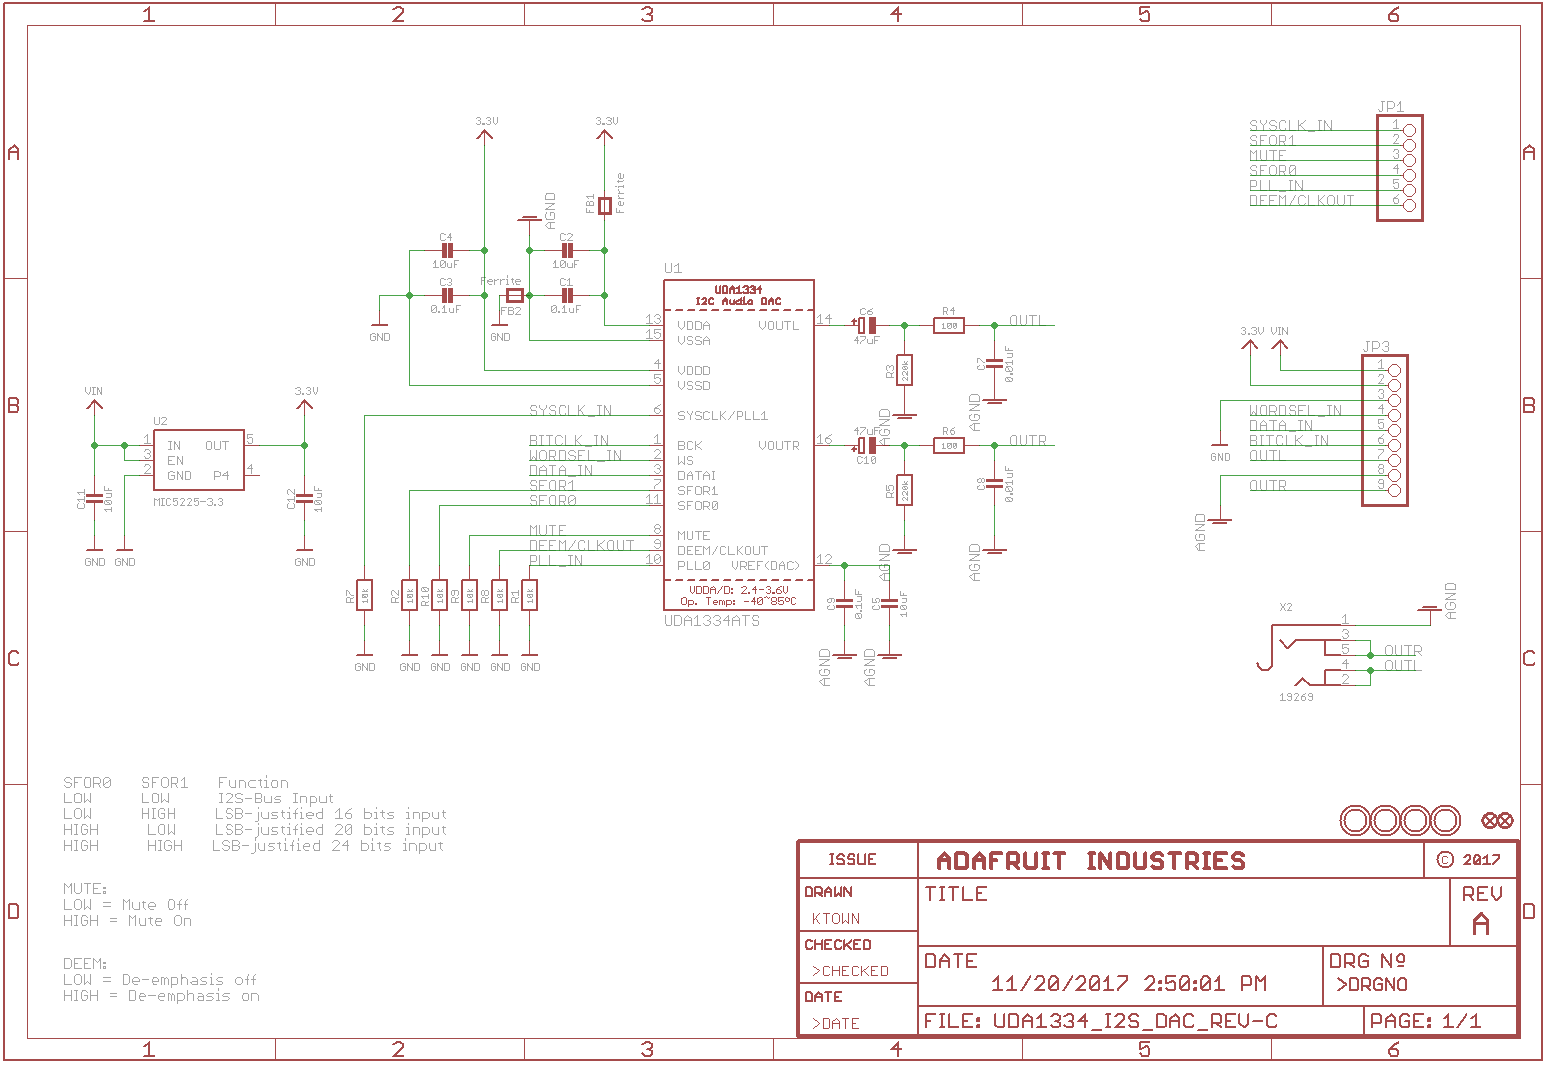 1 2 3 4 5 6
A A
B B
C C
D D
3.3V
3.3V
FB1
Ferrite
AGND
C4
10uF
C2
10uF
C3
0.1uF
Ferrite
FB2
C1
0.1uF
GND
GND
U1
UDA1334
I2C Audio DAC
13 VDDA VOUTL 14
15 VSSA
4 VDDD
5 VSSD
SYSCLK_IN 6 SYSCLK/PLL1
BITCLK_IN 1 BCK VOUTR 16
WORDSEL_IN 2 WS
DATA_IN 3 DATAI
SFOR1 7 SFOR1
SFOR0 11 SFOR0
MUTE 8 MUTE
DEEM/CLKOUT 9 DEEM/CLKOUT
PLL_IN 10 PLL0 VREF(DAC) 12
VDDA/D: 2.4-3.6V
Op. Temp: -40~85ºC
UDA1334ATS
C6
47uF
R4
100
OUTL
R3
220k
C7
0.01uF
AGND
AGND
47uF
C10
R6
100
OUTR
R5
220k
C8
0.01uF
AGND
AGND
C9
0.1uF
C5
10uF
AGND
AGND
VIN
3.3V
U2
1 IN OUT 5
3 EN
2 GND P4 4
MIC5225-3.3
C11
10uF
C12
10uF
GND
GND
GND
R7
10k
R2
10k
R10
10k
R9
10k
R8
10k
R1
10k
GND GND GND GND GND GND
JP1
SYSCLK_IN 1
SFOR1 2
MUTE 3
SFOR0 4
PLL_IN 5
DEEM/CLKOUT 6
3.3V VIN
JP3
1
2
3
WORDSEL_IN 4
DATA_IN 5
BITCLK_IN 6
OUTL 7
8
OUTR 9
GND
AGND
X2
1
3
5 OUTR
4 OUTL
2
19269
AGND
SFOR0 SFOR1 Function
LOW LOW I2S-Bus Input
LOW HIGH LSB-justified 16 bits input
HIGH LOW LSB-justified 20 bits input
HIGH HIGH LSB-justified 24 bits input
MUTE:
LOW = Mute Off
HIGH = Mute On
DEEM:
LOW = De-emphasis off
HIGH = De-emphasis on
ISSUE
ADAFRUIT INDUSTRIES
© 2017
DRAWN
KTOWN
TITLE
REV
A
CHECKED
>CHECKED
DATE
11/20/2017 2:50:01 PM
DRG Nº
>DRGNO
DATE
>DATE
FILE: UDA1334_I2S_DAC_REV-C
PAGE: 1/1
1 2 3 4 5 6